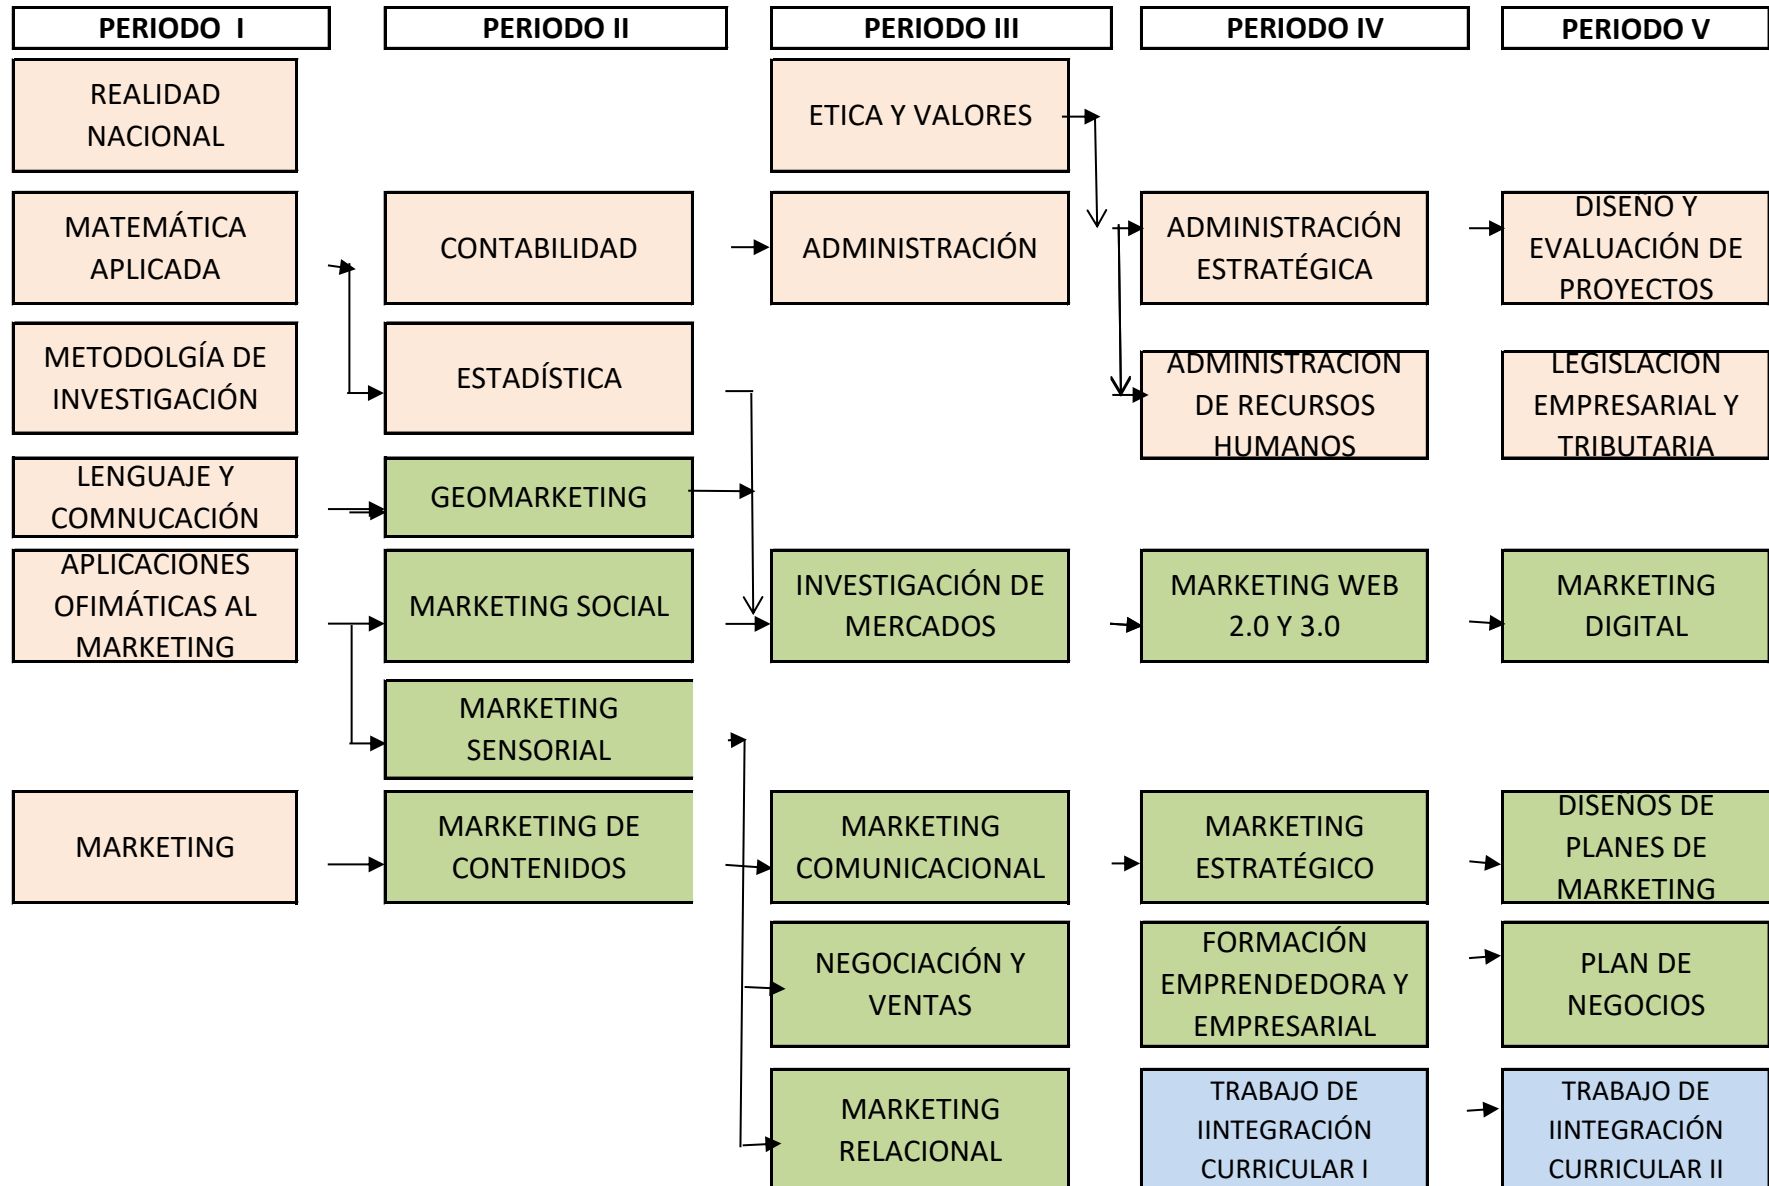 PERIODO I
PERIODO II
PERIODO III
PERIODO IV
PERIODO V
REALIDAD
NACIONAL
ETICA Y VALORES
MATEMÁTICA
APLICADA
CONTABILIDAD
ADMINISTRACIÓN
ADMINISTRACIÓN
ESTRATÉGICA
DISEÑO Y
EVALUACIÓN DE
PROYECTOS
METODOLGÍA DE
INVESTIGACIÓN
ESTADÍSTICA
ADMINISTRACION
DE RECURSOS
HUMANOS
LEGISLACION
EMPRESARIAL Y
TRIBUTARIA
LENGUAJE Y
COMNUCACIÓN
GEOMARKETING
APLICACIONES
OFIMÁTICAS AL
MARKETING
MARKETING SOCIAL
INVESTIGACIÓN DE
MERCADOS
MARKETING WEB
2.0 Y 3.0
MARKETING
DIGITAL
MARKETING
SENSORIAL
MARKETING
MARKETING DE
CONTENIDOS
MARKETING
COMUNICACIONAL
MARKETING
ESTRATÉGICO
DISEÑOS DE
PLANES DE
MARKETING
NEGOCIACIÓN Y
VENTAS
FORMACIÓN
EMPRENDEDORA Y
EMPRESARIAL
PLAN DE
NEGOCIOS
MARKETING
RELACIONAL
TRABAJO DE
IINTEGRACIÓN
CURRICULAR I
TRABAJO DE
IINTEGRACIÓN
CURRICULAR II